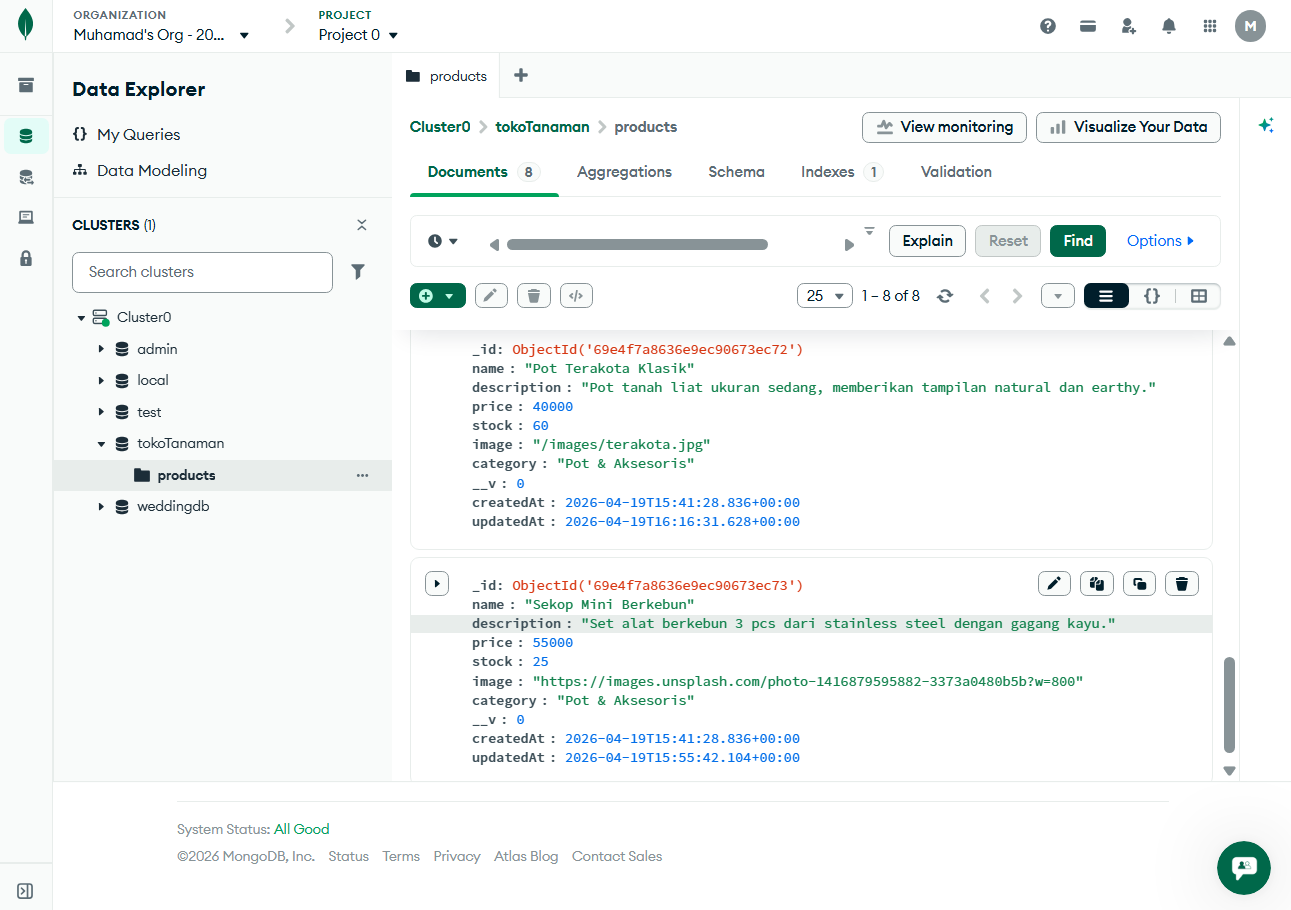 ORGANIZATION
Muhamad's Org - 20...
PROJECT
Project 0
M
Data Explorer
My Queries
Data Modeling
CLUSTERS (1)
Search clusters
Cluster0
admin
local
test
tokoTanaman
products
weddingdb
products
Cluster0 > tokoTanaman > products
View monitoring
Visualize Your Data
Documents 8
Aggregations
Schema
Indexes 1
Validation
Explain
Reset
Find
Options
25
1 – 8 of 8
_id: ObjectId('69e4f7a8636e9ec90673ec72')
name : "Pot Terakota Klasik"
description : "Pot tanah liat ukuran sedang, memberikan tampilan natural dan earthy."
price : 40000
stock : 60
image : "/images/terakota.jpg"
category : "Pot & Aksesoris"
__v : 0
createdAt : 2026-04-19T15:41:28.836+00:00
updatedAt : 2026-04-19T16:16:31.628+00:00
_id: ObjectId('69e4f7a8636e9ec90673ec73')
name : "Sekop Mini Berkebun"
description : "Set alat berkebun 3 pcs dari stainless steel dengan gagang kayu."
price : 55000
stock : 25
image : "https://images.unsplash.com/photo-1416879595882-3373a0480b5b?w=800"
category : "Pot & Aksesoris"
__v : 0
createdAt : 2026-04-19T15:41:28.836+00:00
updatedAt : 2026-04-19T15:55:42.104+00:00
System Status: All Good
©2026 MongoDB, Inc. Status Terms Privacy Atlas Blog Contact Sales